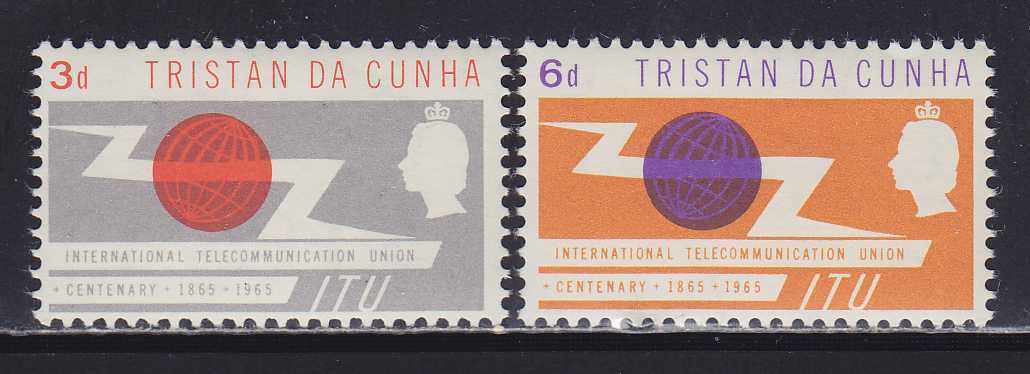 3d TRISTAN DA CUNHA
INTERNATIONAL TELECOMMUNICATION UNION
+ CENTENARY + 1865 + 1965 ITU
6d TRISTAN DA CUNHA
INTERNATIONAL TELECOMMUNICATION UNION
+ CENTENARY + 1865 + 1965 ITU